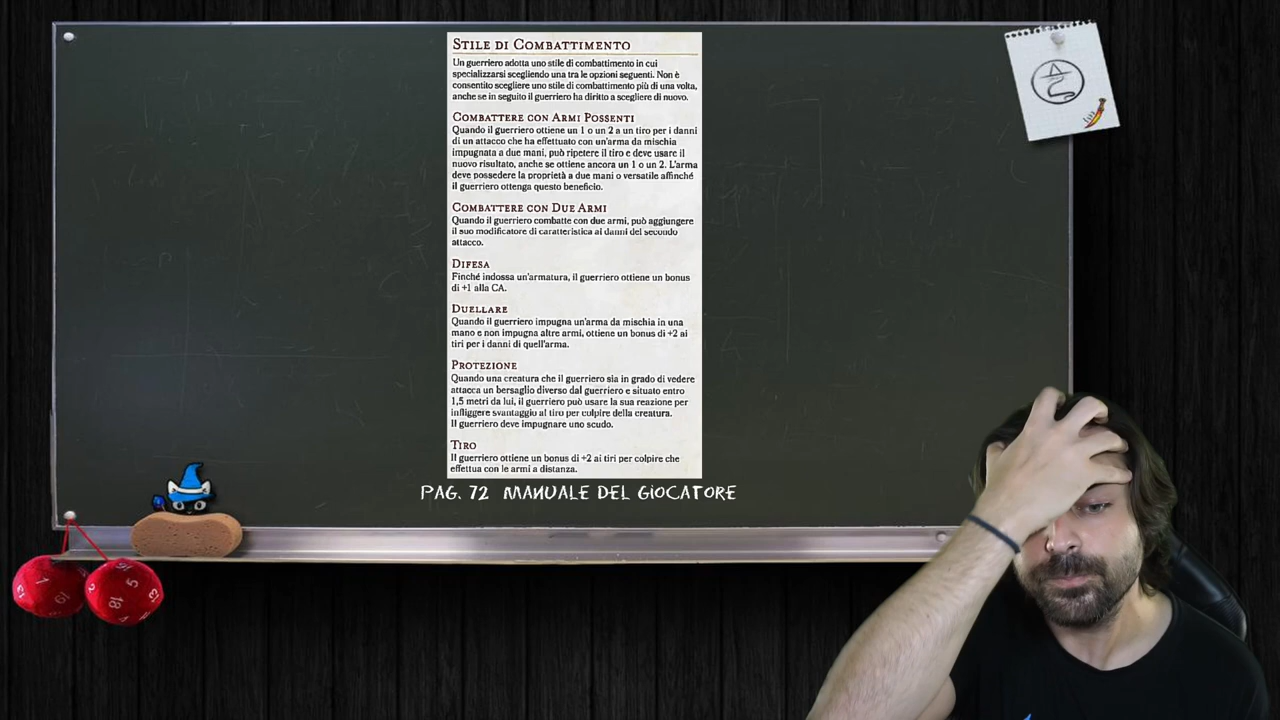 STILE DI COMBATTIMENTO
Un guerriero adotta uno stile di combattimento in cui
specializzarsi scegliendo una tra le opzioni seguenti. Non è
consentito scegliere uno stile di combattimento più di una volta,
anche se in seguito il guerriero ha diritto a scegliere di nuovo.
COMBATTERE CON ARMI POSSENTI
Quando il guerriero ottiene un 1 o un 2 a un tiro per i danni
di un attacco che ha effettuato con un'arma da mischia
impugnata a due mani, può ripetere il tiro e deve usare il
nuovo risultato, anche se ottiene ancora un 1 o un 2. L'arma
deve possedere la proprietà a due mani o versatile affinché
il guerriero ottenga questo beneficio.
COMBATTERE CON DUE ARMI
Quando il guerriero combatte con due armi, può aggiungere
il suo modificatore di caratteristica ai danni del secondo
attacco.
DIFESA
Finché indossa un'armatura, il guerriero ottiene un bonus
di +1 alla CA.
DUELLARE
Quando il guerriero impugna un'arma da mischia in una
mano e non impugna altre armi, ottiene un bonus di +2 ai
tiri per i danni di quell'arma.
PROTEZIONE
Quando una creatura che il guerriero sia in grado di vedere
attacca un bersaglio diverso dal guerriero e situato entro
1,5 metri da lui, il guerriero può usare la sua reazione per
infliggere svantaggio al tiro per colpire della creatura.
Il guerriero deve impugnare uno scudo.
TIRO
Il guerriero ottiene un bonus di +2 ai tiri per colpire che
effettua con le armi a distanza.
PAG. 72 MANUALE DEL GIOCATORE
1
19
13
16
5
2
18
4